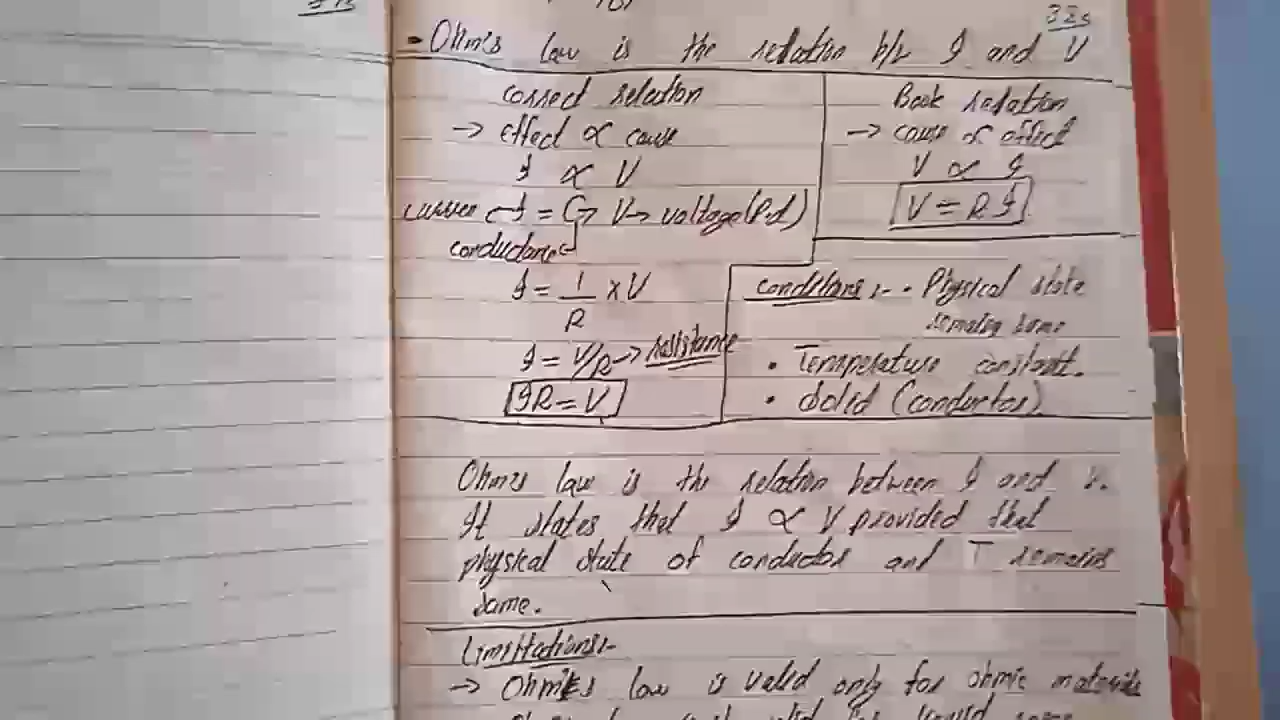 • Ohm's law is the relation b/w I and V
correct relation
→ effect ∝ cause
I ∝ V
I = G V → voltage (P.d)
conductance
I = 1/R × V
I = V/R → resistance
IR = V
Book relation
→ cause ∝ effect
V ∝ I
V = R I
conditions :- • Physical state
remains same
• Temperature constant.
• Solid (conductor)
Ohm's law is the relation between I and V.
It states that I ∝ V provided that
physical state of conductor and T remains
same.
Limitations:-
→ Ohm's law is valid only for ohmic materials